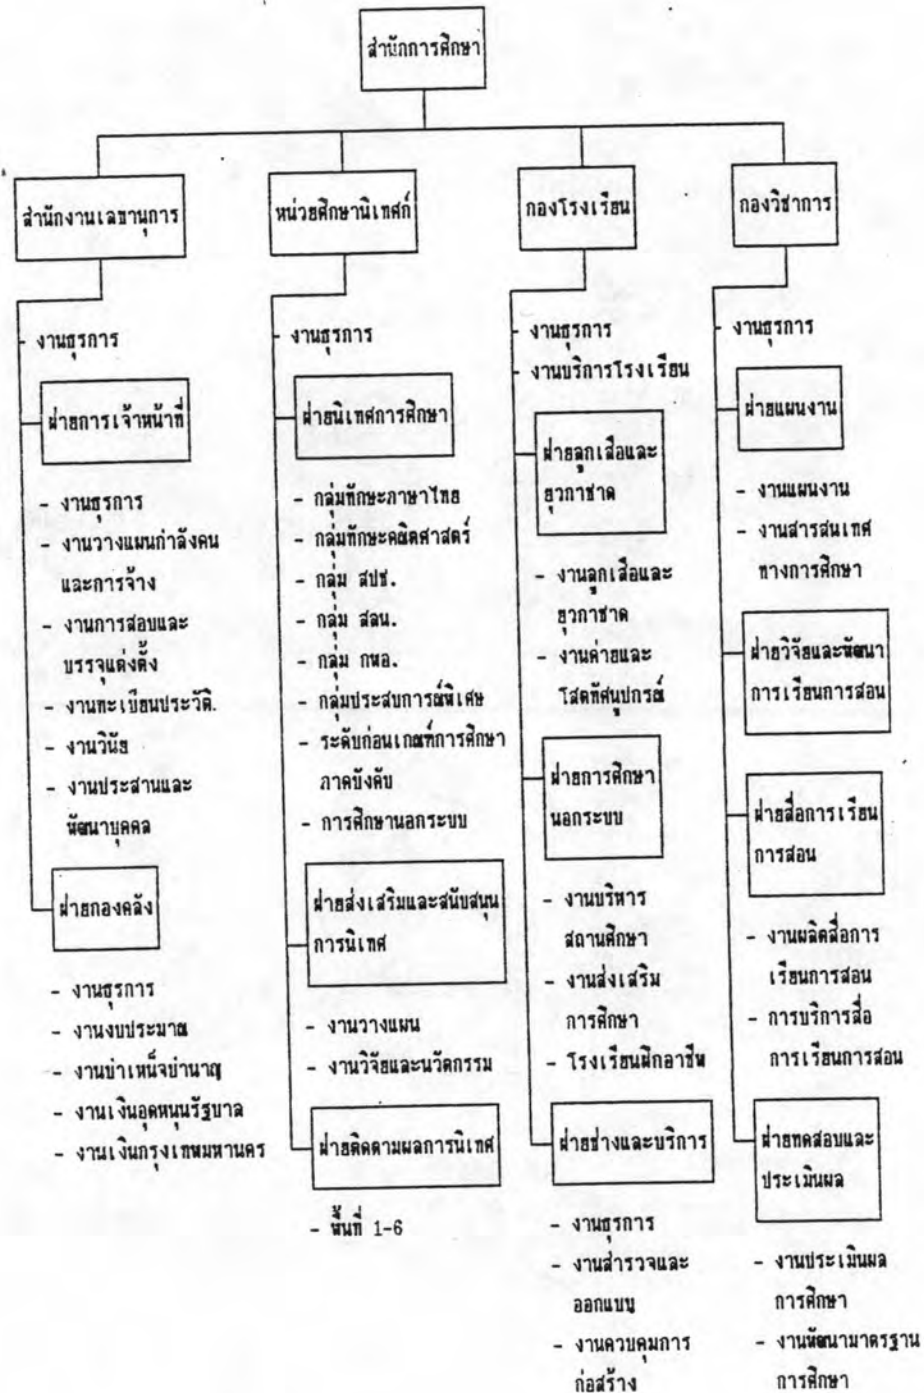 สำนักการศึกษา
สำนักงานเลขานุการ
- งานธุรการ
ฝ่ายการเจ้าหน้าที่
- งานธุรการ
- งานวางแผนกำลังคน
และการจ้าง
- งานการสอบและ
บรรจุแต่งตั้ง
- งานทะเบียนประวัติ.
- งานวินัย
- งานประสานและ
พัฒนาบุคคล
ฝ่ายกองคลัง
- งานธุรการ
- งานงบประมาณ
- งานบำเหน็จบำนาญ
- งานเงินอุดหนุนรัฐบาล
- งานเงินกรุงเทพมหานคร
หน่วยศึกษานิเทศก์
- งานธุรการ
ฝ่ายนิเทศการศึกษา
- กลุ่มทักษะภาษาไทย
- กลุ่มทักษะคณิตศาสตร์
- กลุ่ม สปช.
- กลุ่ม สลน.
- กลุ่ม กพอ.
- กลุ่มประสบการณ์พิเศษ
- ระดับก่อนเกณฑ์การศึกษา
ภาคบังคับ
- การศึกษานอกระบบ
ฝ่ายส่งเสริมและสนับสนุน
การนิเทศ
- งานวางแผน
- งานวิจัยและนวัตกรรม
ฝ่ายติดตามผลการนิเทศ
- พื้นที่ 1-6
กองโรงเรียน
- งานธุรการ
- งานบริการโรงเรียน
ฝ่ายลูกเสือและ
ยุวกาชาด
- งานลูกเสือและ
ยุวกาชาด
- งานค่ายและ
โสตทัศนูปกรณ์
ฝ่ายการศึกษา
นอกระบบ
- งานบริหาร
สถานศึกษา
- งานส่งเสริม
การศึกษา
- โรงเรียนฝึกอาชีพ
ฝ่ายช่างและบริการ
- งานธุรการ
- งานสำรวจและ
ออกแบบ
- งานควบคุมการ
ก่อสร้าง
กองวิชาการ
- งานธุรการ
ฝ่ายแผนงาน
- งานแผนงาน
- งานสารสนเทศ
ทางการศึกษา
ฝ่ายวิจัยและพัฒนา
การเรียนการสอน
ฝ่ายสื่อการเรียน
การสอน
- งานผลิตสื่อการ
เรียนการสอน
- การบริการสื่อ
การเรียนการสอน
ฝ่ายทดสอบและ
ประเมินผล
- งานประเมินผล
การศึกษา
- งานพัฒนามาตรฐาน
การศึกษา